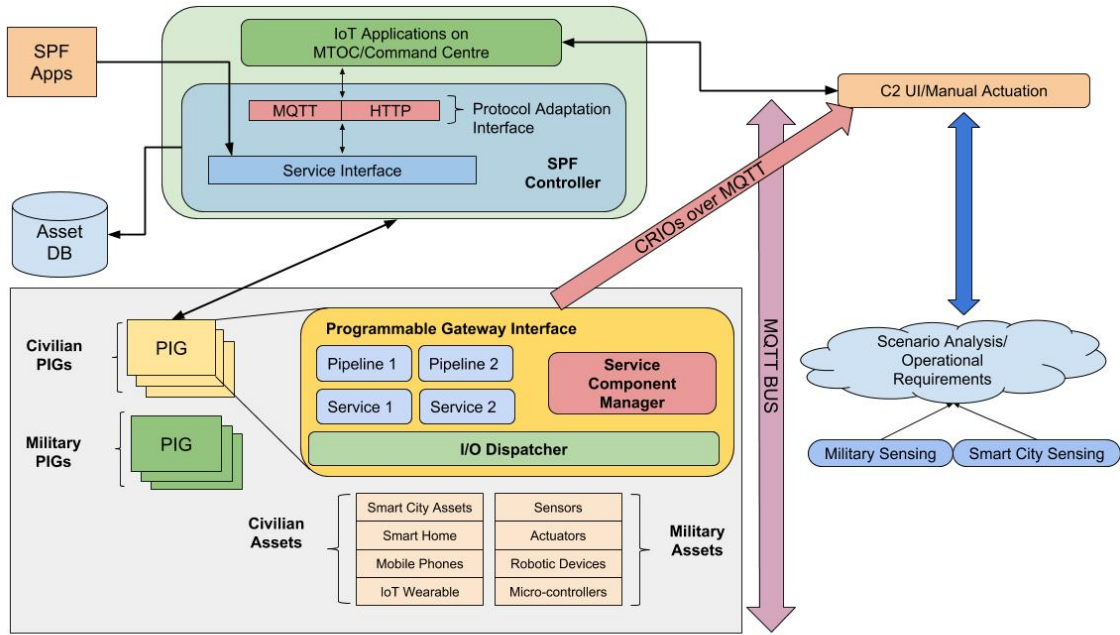 SPF
Apps
IoT Applications on
MTOC/Command Centre
MQTT
HTTP
Protocol Adaptation
Interface
Service Interface
SPF
Controller
Asset
DB
C2 UI/Manual Actuation
CRIOs over MQTT
MQTT BUS
Scenario Analysis/
Operational
Requirements
Military Sensing
Smart City Sensing
Civilian
PIGs
PIG
Military
PIGs
PIG
Programmable Gateway Interface
Pipeline 1
Pipeline 2
Service 1
Service 2
Service
Component
Manager
I/O Dispatcher
Civilian
Assets
Smart City Assets
Smart Home
Mobile Phones
IoT Wearable
Sensors
Actuators
Robotic Devices
Micro-controllers
Military
Assets